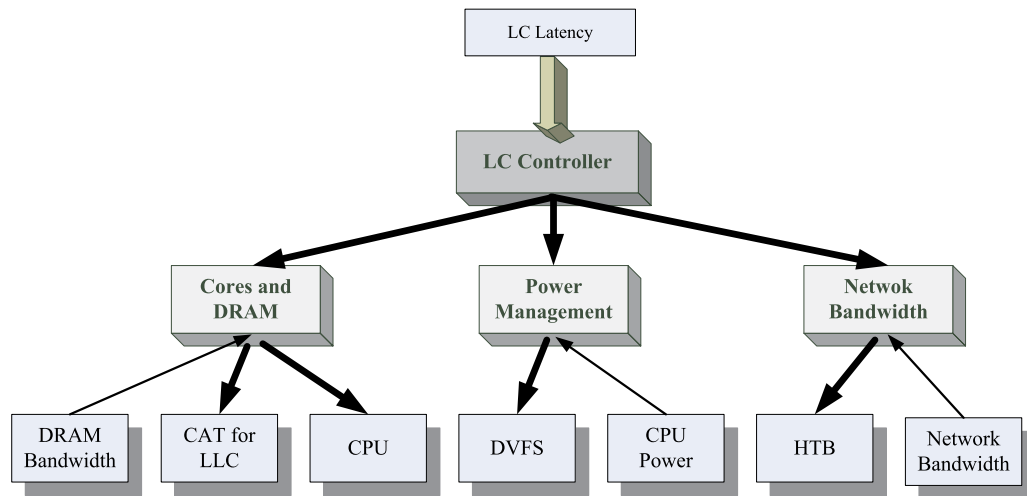 LC Latency
LC Controller
Cores and
DRAM
Power
Management
Netwok
Bandwidth
DRAM
Bandwidth
CAT for
LLC
CPU
DVFS
CPU
Power
HTB
Network
Bandwidth